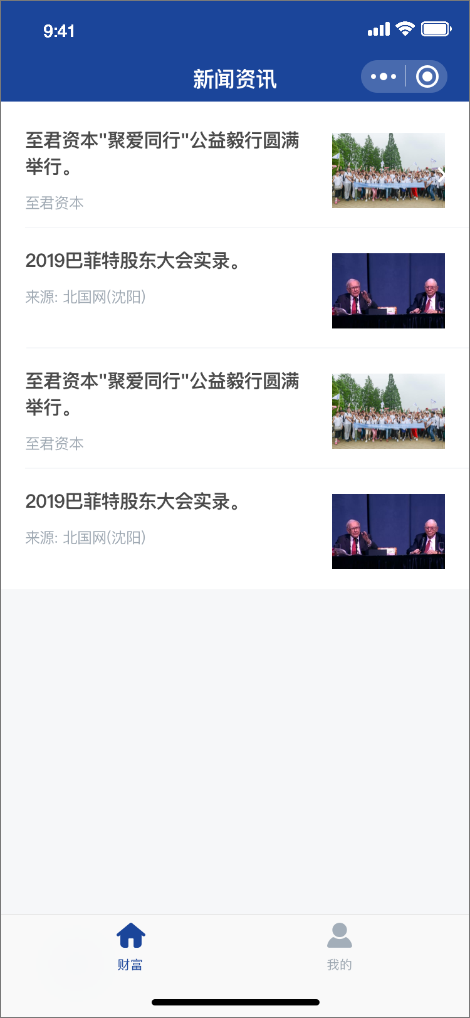 9:41
新闻资讯
至君资本"聚爱同行"公益毅行圆满
举行。
至君资本
2019巴菲特股东大会实录。
来源: 北国网(沈阳)
至君资本"聚爱同行"公益毅行圆满
举行。
至君资本
2019巴菲特股东大会实录。
来源: 北国网(沈阳)
财富
我的